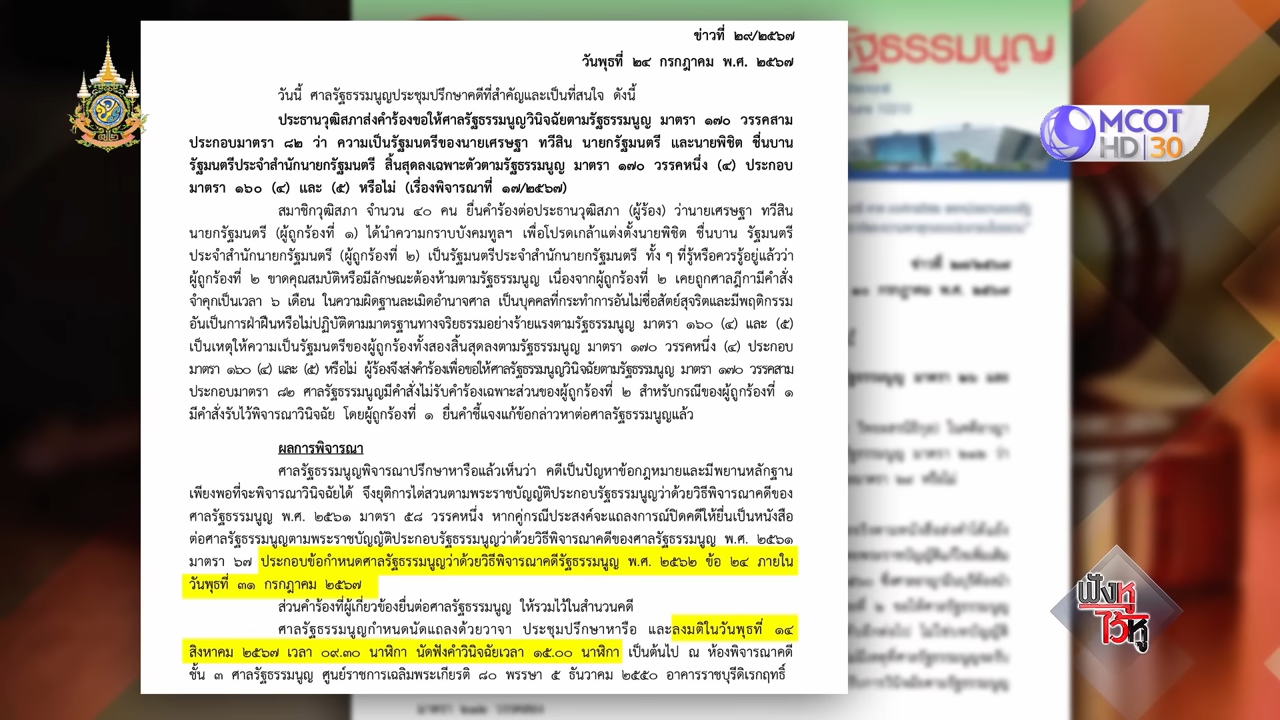 ข่าวที่ ๒๙/๒๕๖๗
วันพุธที่ ๒๔ กรกฎาคม พ.ศ. ๒๕๖๗
วันนี้ ศาลรัฐธรรมนูญประชุมปรึกษาคดีที่สำคัญและเป็นที่สนใจ ดังนี้
ประธานวุฒิสภาส่งคำร้องขอให้ศาลรัฐธรรมนูญวินิจฉัยตามรัฐธรรมนูญ มาตรา ๑๗๐ วรรคสาม
ประกอบมาตรา ๘๒ ว่า ความเป็นรัฐมนตรีของนายเศรษฐา ทวีสิน นายกรัฐมนตรี และนายพิชิต ชื่นบาน
รัฐมนตรีประจำสำนักนายกรัฐมนตรี สิ้นสุดลงเฉพาะตัวตามรัฐธรรมนูญ มาตรา ๑๗๐ วรรคหนึ่ง (๔) ประกอบ
มาตรา ๑๖๐ (๔) และ (๕) หรือไม่ (เรื่องพิจารณาที่ ๑๗/๒๕๖๗)
สมาชิกวุฒิสภา จำนวน ๔๐ คน ยื่นคำร้องต่อประธานวุฒิสภา (ผู้ร้อง) ว่านายเศรษฐา ทวีสิน
นายกรัฐมนตรี (ผู้ถูกร้องที่ ๑) ได้นำความกราบบังคมทูลฯ เพื่อโปรดเกล้าแต่งตั้งนายพิชิต ชื่นบาน รัฐมนตรี
ประจำสำนักนายกรัฐมนตรี (ผู้ถูกร้องที่ ๒) เป็นรัฐมนตรีประจำสำนักนายกรัฐมนตรี ทั้ง ๆ ที่รู้หรือควรรู้อยู่แล้วว่า
ผู้ถูกร้องที่ ๒ ขาดคุณสมบัติหรือมีลักษณะต้องห้ามตามรัฐธรรมนูญ เนื่องจากผู้ถูกร้องที่ ๒ เคยถูกศาลฎีกามีคำสั่ง
จำคุกเป็นเวลา ๖ เดือน ในความผิดฐานละเมิดอำนาจศาล เป็นบุคคลที่กระทำการอันไม่ซื่อสัตย์สุจริตและมีพฤติกรรม
อันเป็นการฝ่าฝืนหรือไม่ปฏิบัติตามมาตรฐานทางจริยธรรมอย่างร้ายแรงตามรัฐธรรมนูญ มาตรา ๑๖๐ (๔) และ (๕)
เป็นเหตุให้ความเป็นรัฐมนตรีของผู้ถูกร้องทั้งสองสิ้นสุดลงตามรัฐธรรมนูญ มาตรา ๑๗๐ วรรคหนึ่ง (๔) ประกอบ
มาตรา ๑๖๐ (๔) และ (๕) หรือไม่ ผู้ร้องจึงส่งคำร้องเพื่อขอให้ศาลรัฐธรรมนูญวินิจฉัยตามรัฐธรรมนูญ มาตรา ๑๗๐ วรรคสาม
ประกอบมาตรา ๘๒ ศาลรัฐธรรมนูญมีคำสั่งไม่รับคำร้องเฉพาะส่วนของผู้ถูกร้องที่ ๒ สำหรับกรณีของผู้ถูกร้องที่ ๑
มีคำสั่งรับไว้พิจารณาวินิจฉัย โดยผู้ถูกร้องที่ ๑ ยื่นคำชี้แจงแก้ข้อกล่าวหาต่อศาลรัฐธรรมนูญแล้ว
ผลการพิจารณา
ศาลรัฐธรรมนูญพิจารณาปรึกษาหารือแล้วเห็นว่า คดีเป็นปัญหาข้อกฎหมายและมีพยานหลักฐาน
เพียงพอที่จะพิจารณาวินิจฉัยได้ จึงยุติการไต่สวนตามพระราชบัญญัติประกอบรัฐธรรมนูญว่าด้วยวิธีพิจารณาคดีของ
ศาลรัฐธรรมนูญ พ.ศ. ๒๕๖๑ มาตรา ๕๘ วรรคหนึ่ง หากคู่กรณีประสงค์จะแถลงการณ์ปิดคดีให้ยื่นเป็นหนังสือ
ต่อศาลรัฐธรรมนูญตามพระราชบัญญัติประกอบรัฐธรรมนูญว่าด้วยวิธีพิจารณาคดีของศาลรัฐธรรมนูญ พ.ศ. ๒๕๖๑
มาตรา ๖๗ ประกอบข้อกำหนดศาลรัฐธรรมนูญว่าด้วยวิธีพิจารณาคดีรัฐธรรมนูญ พ.ศ. ๒๕๖๒ ข้อ ๒๔ ภายใน
วันพุธที่ ๓๑ กรกฎาคม ๒๕๖๗
ส่วนคำร้องที่ผู้เกี่ยวข้องยื่นต่อศาลรัฐธรรมนูญ ให้รวมไว้ในสำนวนคดี
ศาลรัฐธรรมนูญกำหนดนัดแถลงด้วยวาจา ประชุมปรึกษาหารือ และลงมติในวันพุธที่ ๑๔
สิงหาคม ๒๕๖๗ เวลา ๐๙.๓๐ นาฬิกา นัดฟังคำวินิจฉัยเวลา ๑๕.๐๐ นาฬิกา เป็นต้นไป ณ ห้องพิจารณาคดี
ชั้น ๓ ศาลรัฐธรรมนูญ ศูนย์ราชการเฉลิมพระเกียรติ ๘๐ พรรษา ๕ ธันวาคม ๒๕๕๐ อาคารราชบุรีดิเรกฤทธิ์
รัฐธรรมนูญ
MCOT
HD 30
ฟังหู
ไว้หู